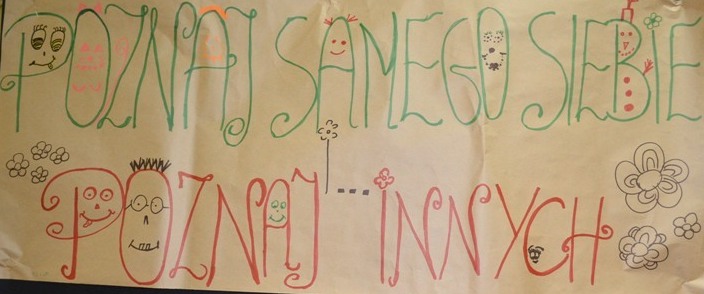 POZNAJ SAMEGO SIEBIE
POZNAJ ... INNYCH